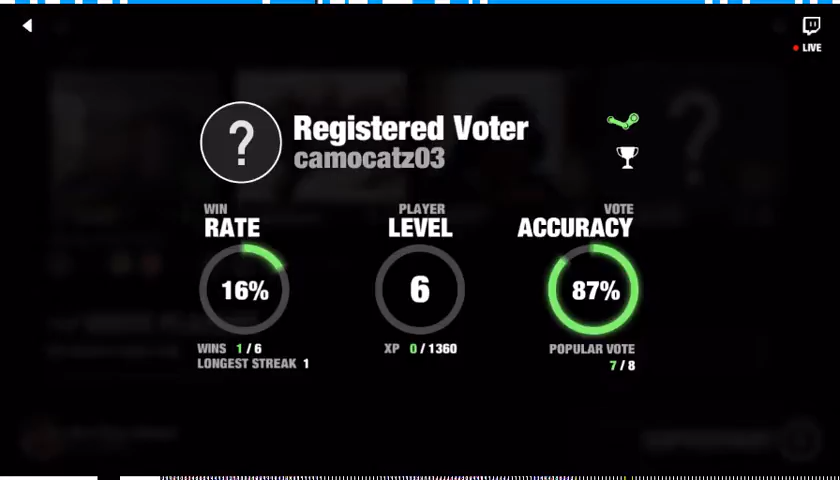 LIVE
?
Registered Voter
camocatz03
WIN
RATE
16%
WINS 1 / 6
LONGEST STREAK 1
PLAYER
LEVEL
6
XP 0 / 1360
VOTE
ACCURACY
87%
POPULAR VOTE
7 / 8